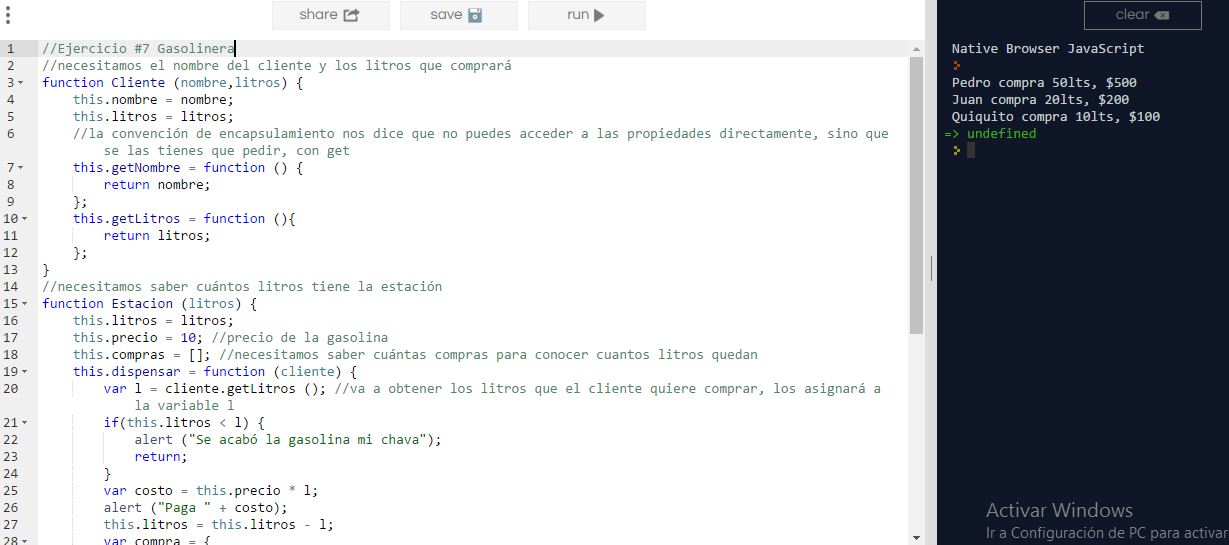 share save run clear
1 //Ejercicio #7 Gasolinera
2 //necesitamos el nombre del cliente y los litros que comprará
3 function Cliente (nombre,litros) {
4 this.nombre = nombre;
5 this.litros = litros;
6 //la convención de encapsulamiento nos dice que no puedes acceder a las propiedades directamente, sino que
se las tienes que pedir, con get
7 this.getNombre = function () {
8 return nombre;
9 };
10 this.getLitros = function (){
11 return litros;
12 };
13 }
14 //necesitamos saber cuántos litros tiene la estación
15 function Estacion (litros) {
16 this.litros = litros;
17 this.precio = 10; //precio de la gasolina
18 this.compras = []; //necesitamos saber cuántas compras para conocer cuantos litros quedan
19 this.dispensar = function (cliente) {
20 var l = cliente.getLitros (); //va a obtener los litros que el cliente quiere comprar, los asignará a
la variable l
21 if(this.litros < l) {
22 alert ("Se acabó la gasolina mi chava");
23 return;
24 }
25 var costo = this.precio * l;
26 alert ("Paga " + costo);
27 this.litros = this.litros - l;
28 var compra = {
Native Browser JavaScript
>
Pedro compra 50lts, $500
Juan compra 20lts, $200
Quiquito compra 10lts, $100
=> undefined
>
Activar Windows
Ir a Configuración de PC para activar